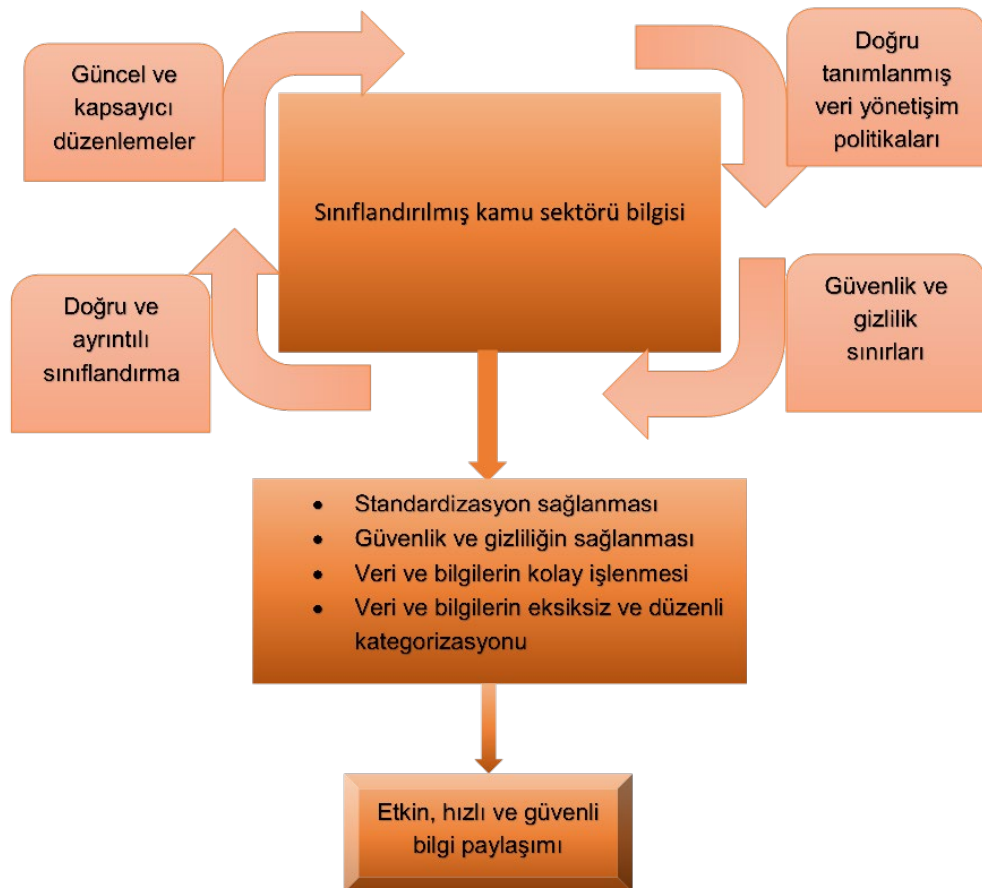 Güncel ve
kapsayıcı
düzenlemeler
Doğru
tanımlanmış
veri yönetişim
politikaları
Sınıflandırılmış kamu sektörü bilgisi
Doğru ve
ayrıntılı
sınıflandırma
Güvenlik ve
gizlilik
sınırları
• Standardizasyon sağlanması
• Güvenlik ve gizliliğin sağlanması
• Veri ve bilgilerin kolay işlenmesi
• Veri ve bilgilerin eksiksiz ve düzenli
kategorizasyonu
Etkin, hızlı ve güvenli
bilgi paylaşımı